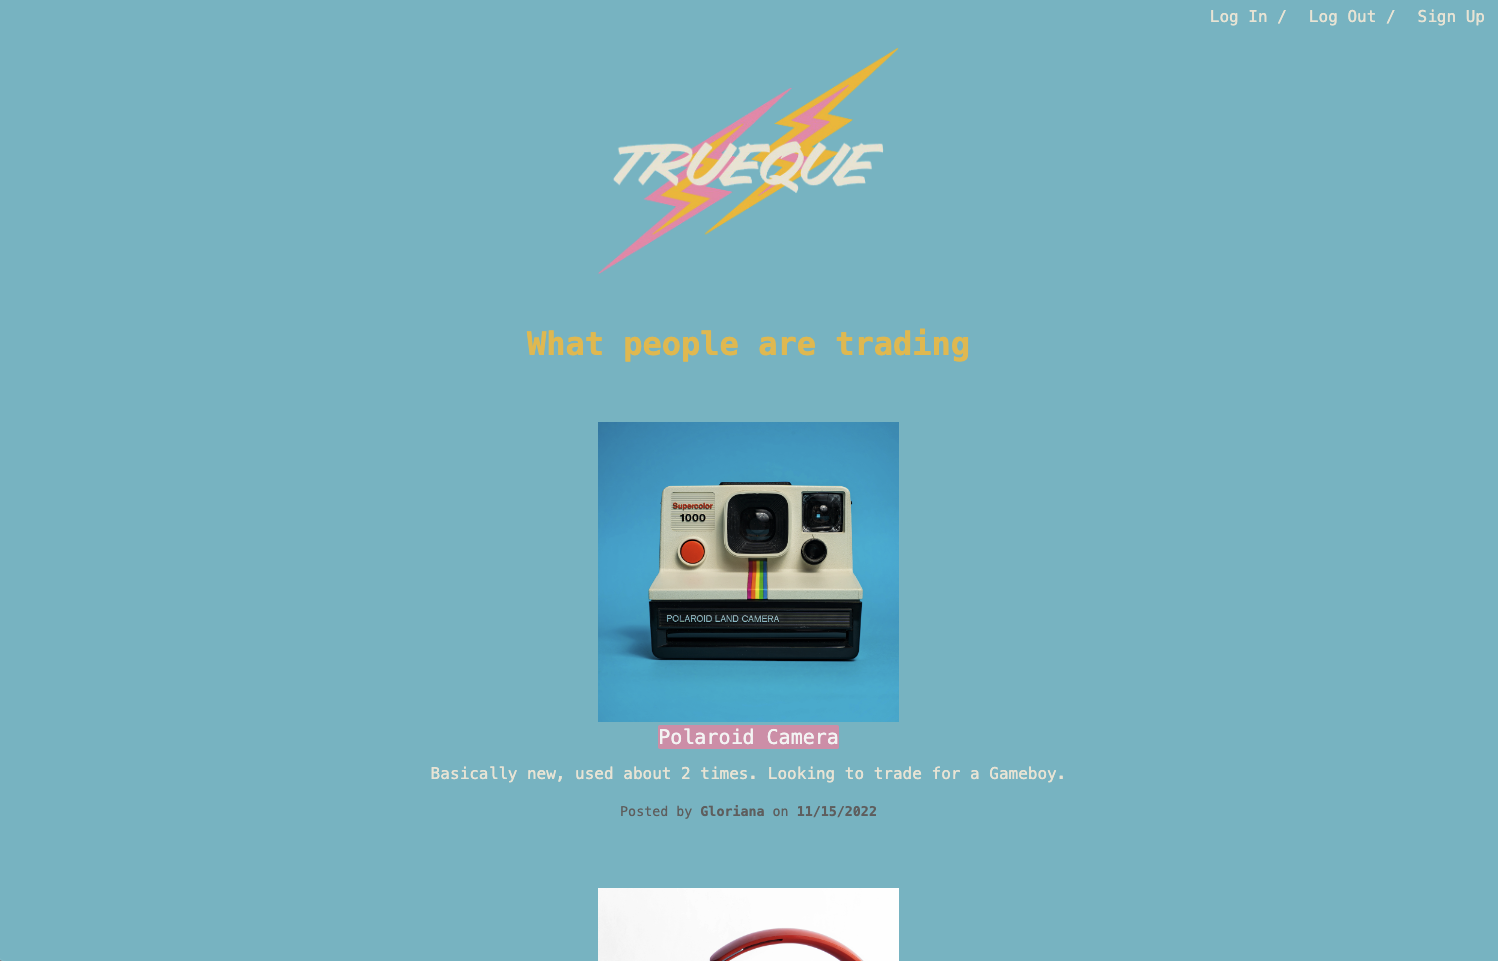 Log In / Log Out / Sign Up
TRUEQUE
What people are trading
Supercolor
1000
POLAROID LAND CAMERA
Polaroid Camera
Basically new, used about 2 times. Looking to trade for a Gameboy.
Posted by Gloriana on 11/15/2022